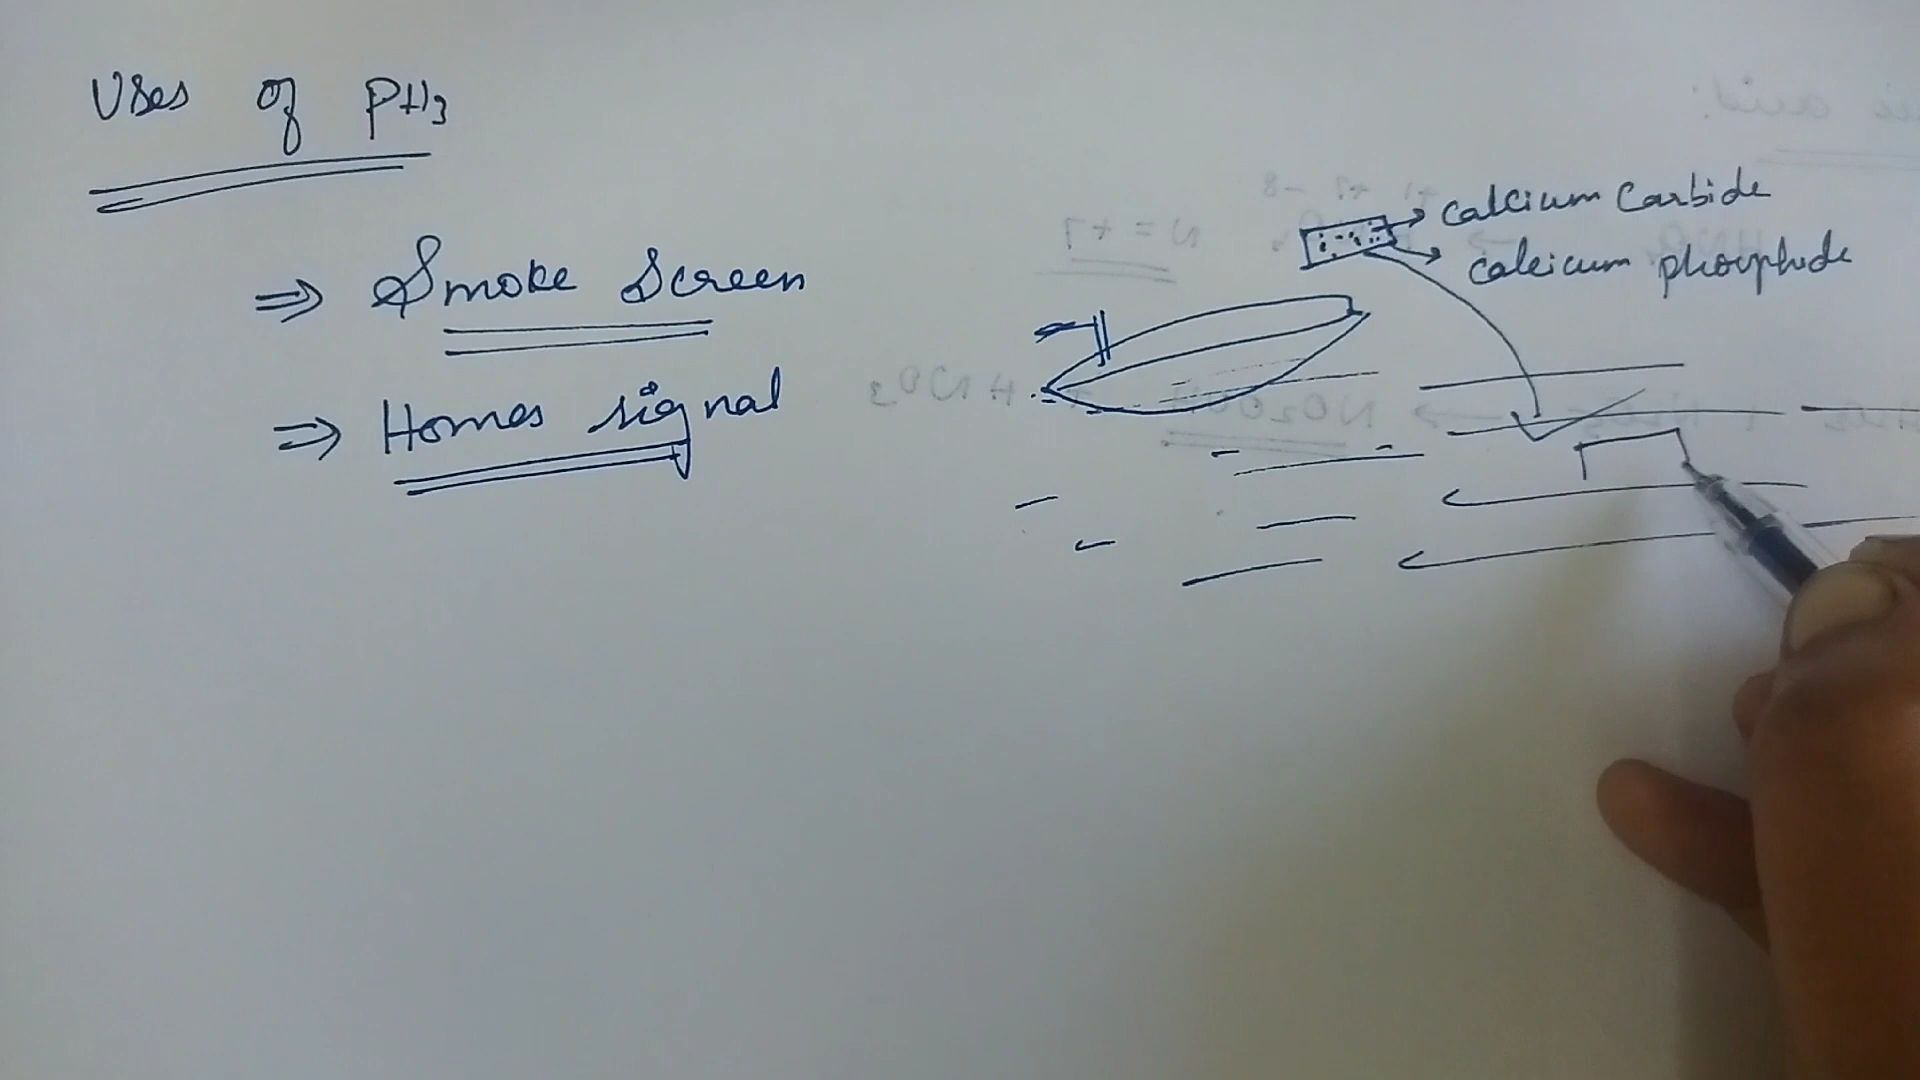 Uses of PH3
⇒ Smoke Screen
⇒ Homes signal
calcium Carbide
calcium phosphide